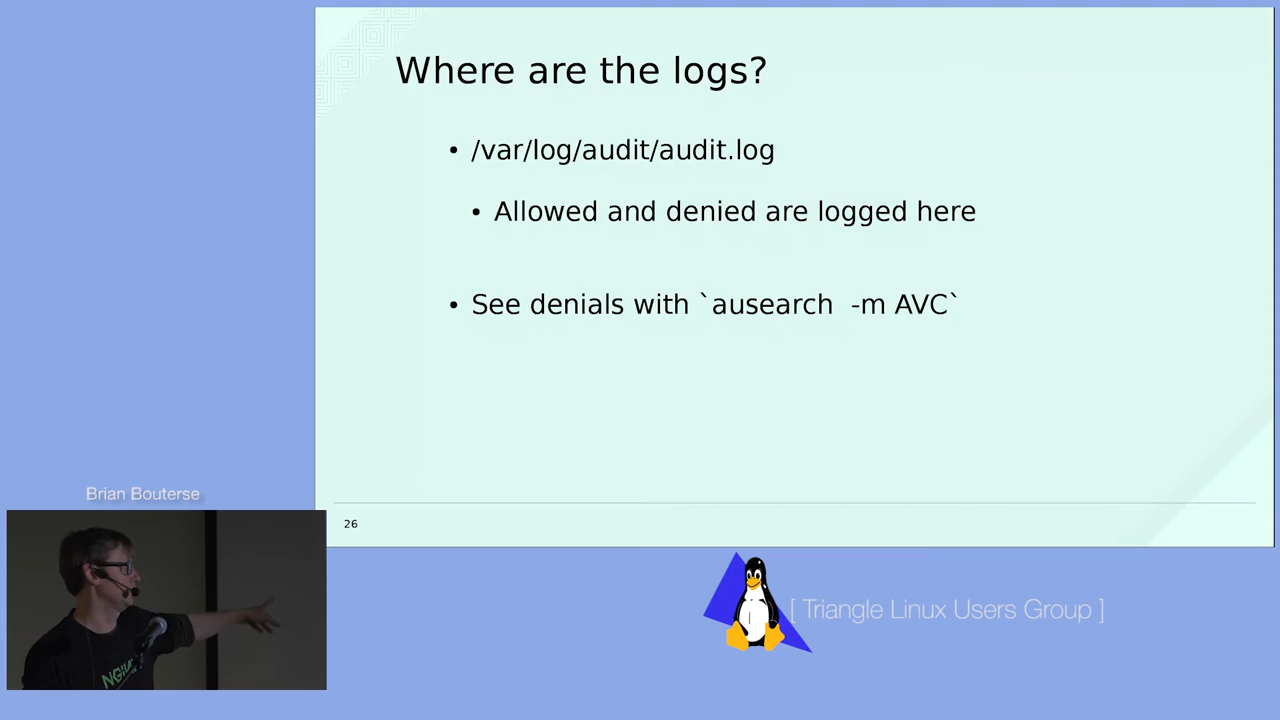 Where are the logs?
• /var/log/audit/audit.log
• Allowed and denied are logged here
• See denials with `ausearch  -m AVC`
26
Brian Bouterse
[ Triangle Linux Users Group ]